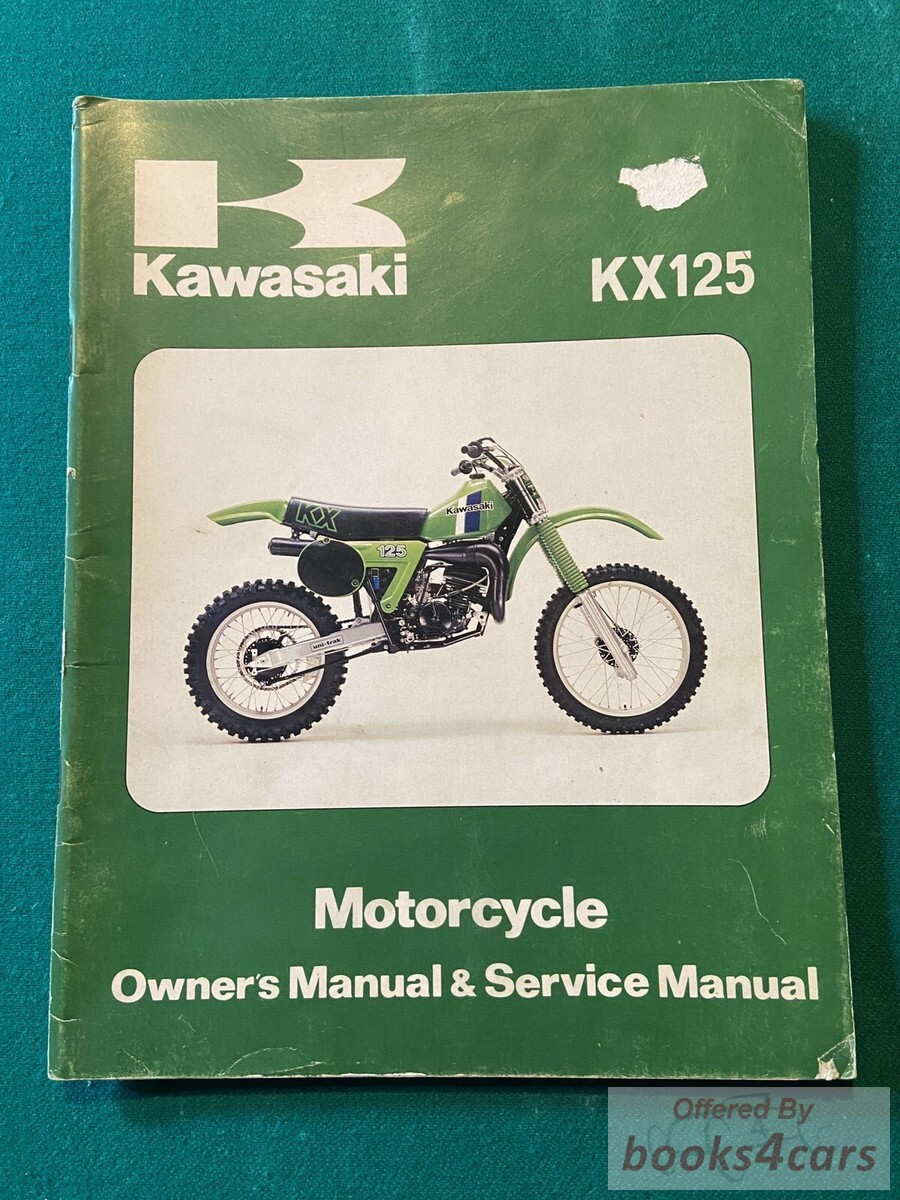 Kawasaki
KX125
Kawasaki
KX
125
uni-trak
Motorcycle
Owner's Manual & Service Manual
Offered By
books4cars